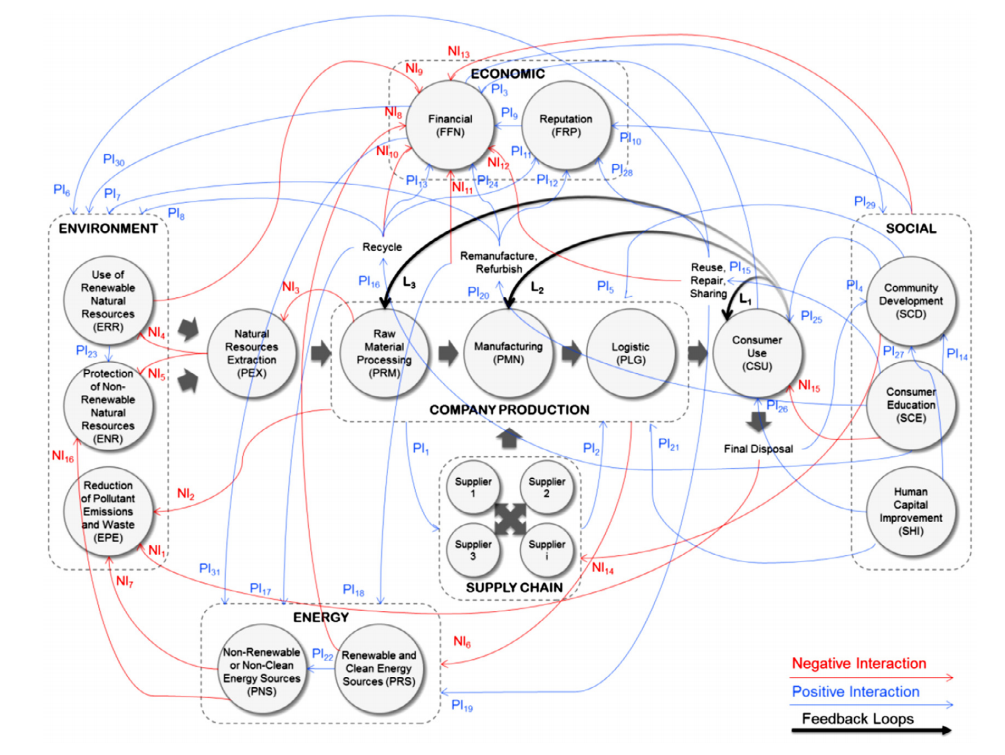 NI13
NI9
ECONOMIC
PI3
NI8
Financial
(FFN)
PI9
Reputation
(FRP)
PI10
NI10
PI11
NI12
PI30
PI13
NI11
PI24
PI12
PI28
PI6
PI7
PI8
PI29
ENVIRONMENT
SOCIAL
Recycle
Remanufacture,
Refurbish
Reuse,
Repair,
Sharing
PI15
Use of
Renewable
Natural
Resources
(ERR)
NI3
PI16
L3
PI20
L2
PI5
L1
PI4
Community
Development
(SCD)
NI4
PI25
PI23
Natural
Resources
Extraction
(PEX)
Raw
Material
Processing
(PRM)
Manufacturing
(PMN)
Logistic
(PLG)
Consumer
Use
(CSU)
PI27
PI14
NI5
Protection
of Non-
Renewable
Natural
Resources
(ENR)
NI15
Consumer
Education
(SCE)
COMPANY PRODUCTION
PI26
NI16
PI1
PI2
PI21
Final Disposal
Reduction
of Pollutant
Emissions
and Waste
(EPE)
NI2
Supplier
1
Supplier
2
Human
Capital
Improvement
(SHI)
NI1
Supplier
3
Supplier
i
NI14
NI7
PI31
PI17
PI18
SUPPLY CHAIN
ENERGY
NI6
Non-Renewable
or Non-Clean
Energy Sources
(PNS)
PI22
Renewable and
Clean Energy
Sources (PRS)
PI19
Negative Interaction
Positive Interaction
Feedback Loops